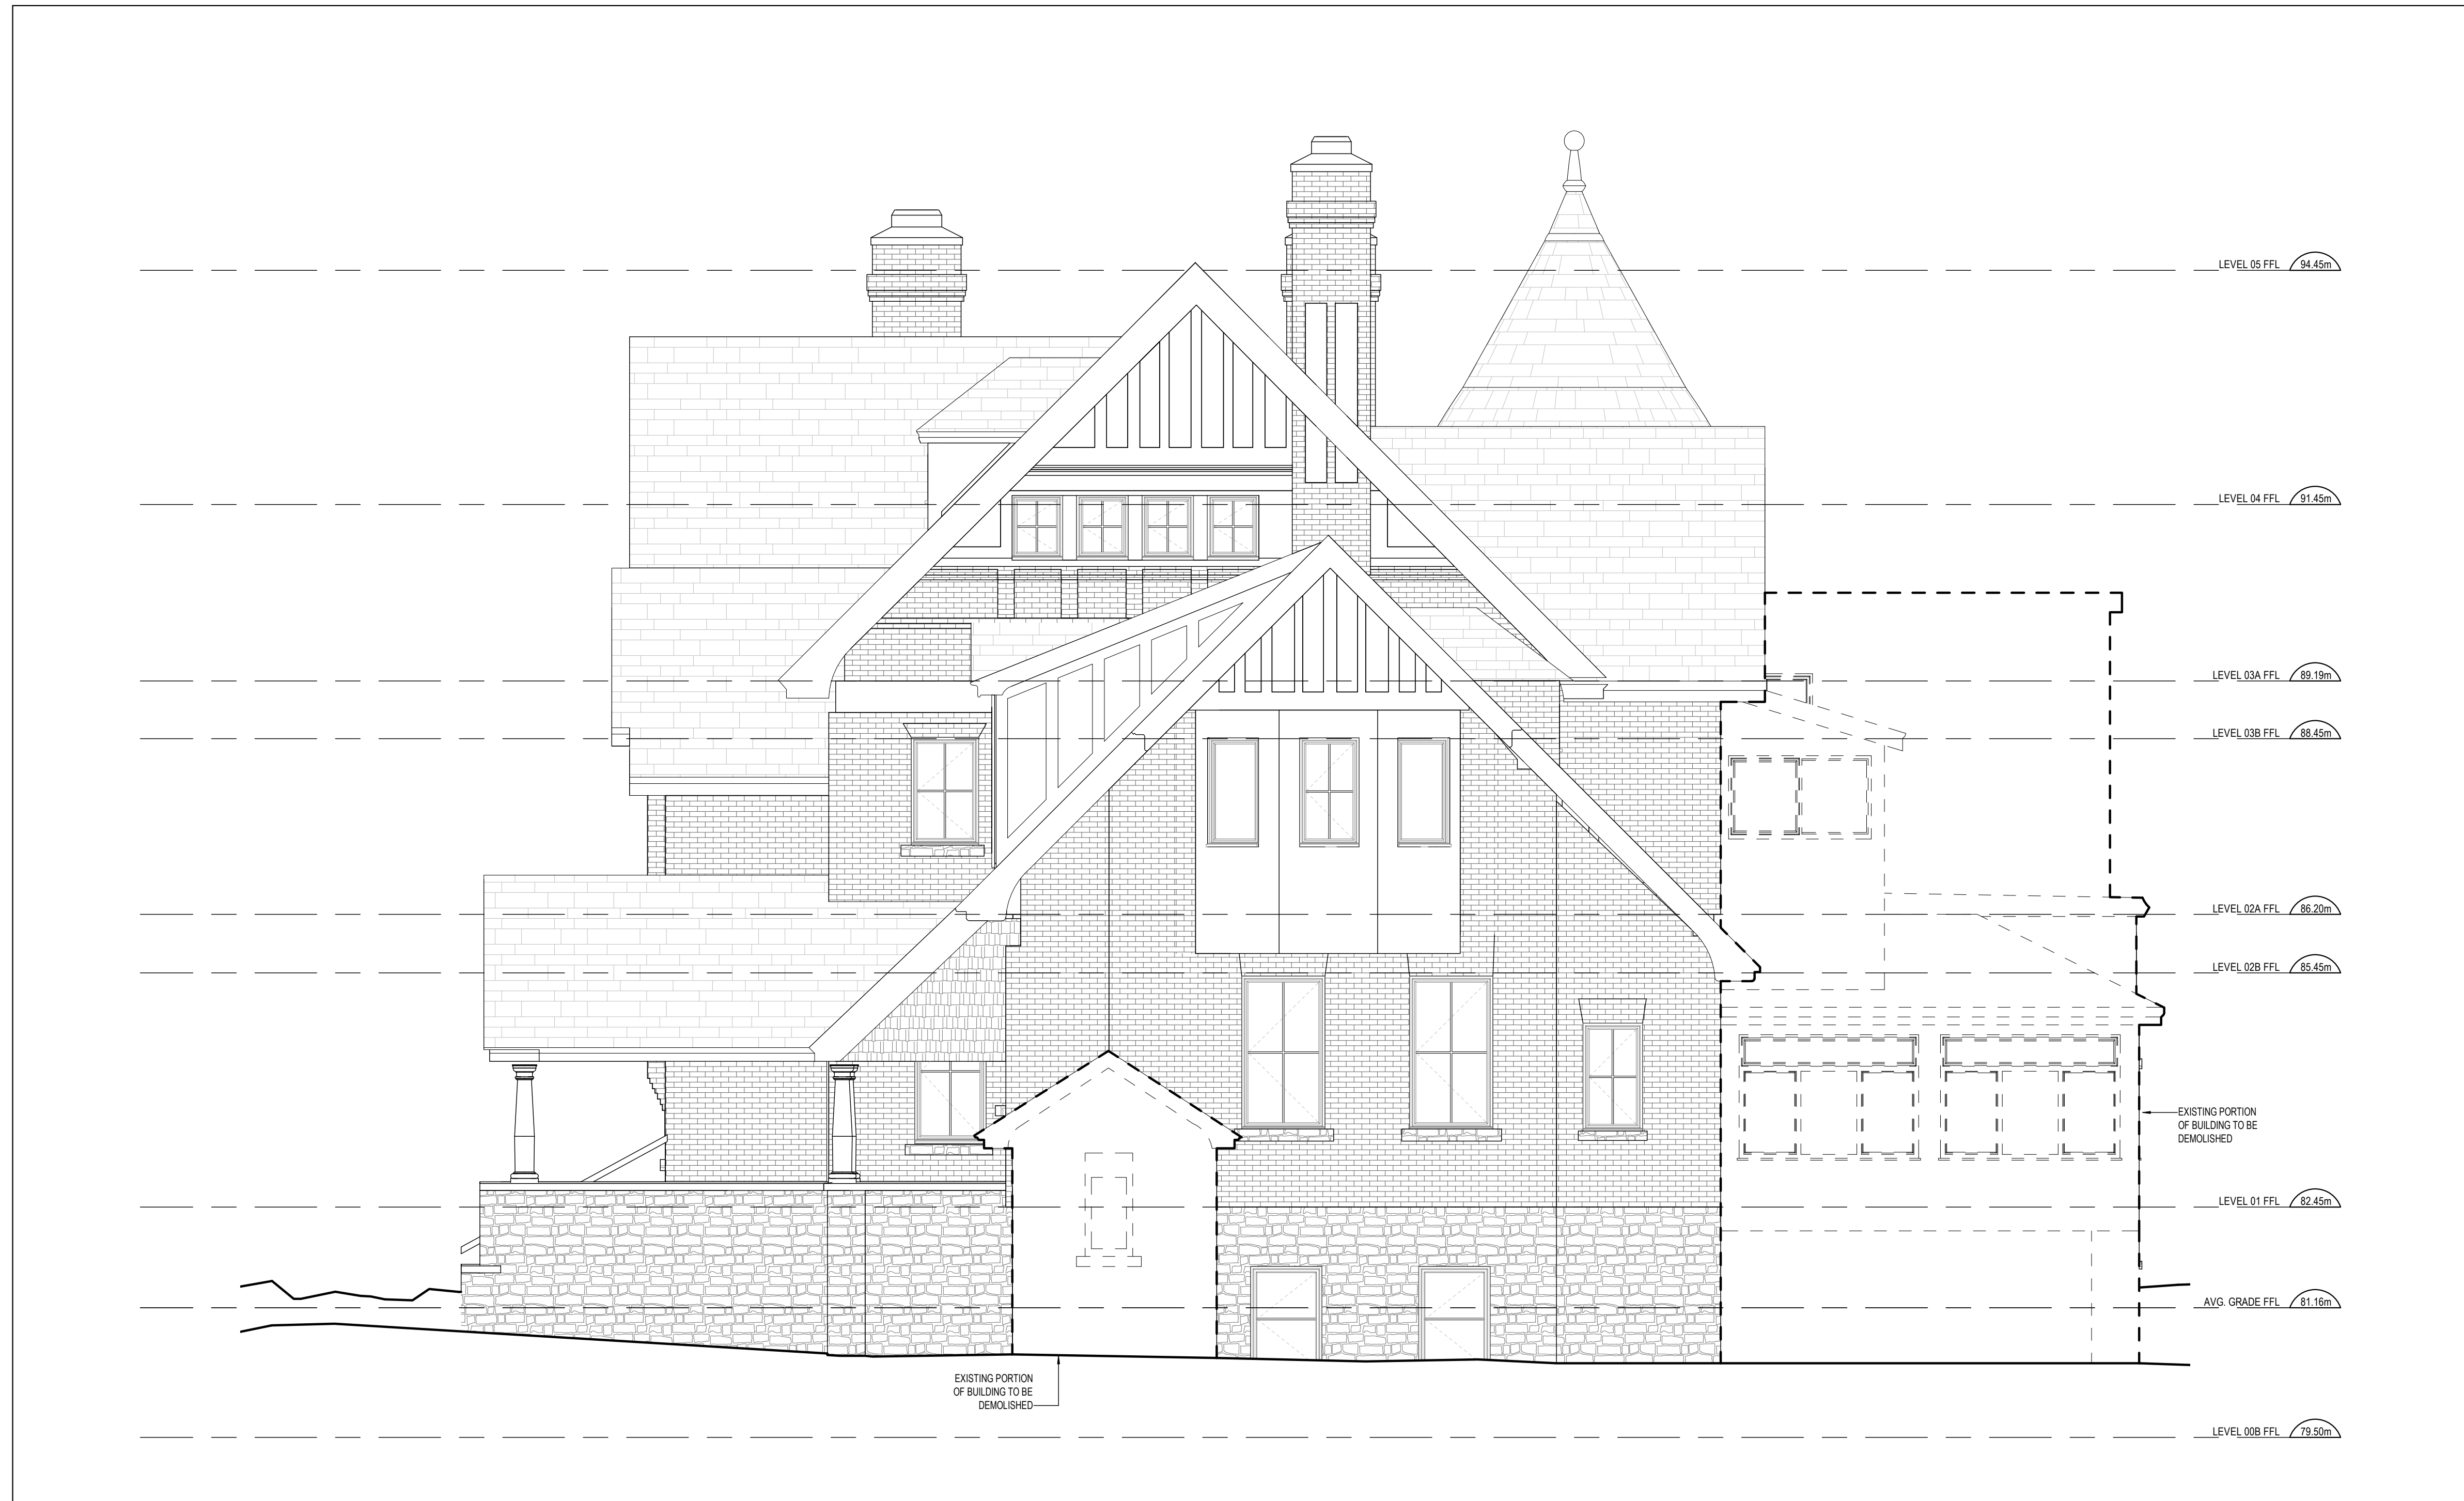 LEVEL 05 FFL 94.45m
LEVEL 04 FFL 91.45m
LEVEL 03A FFL 89.19m
LEVEL 03B FFL 88.45m
LEVEL 02A FFL 86.20m
LEVEL 02B FFL 85.45m
EXISTING PORTION
OF BUILDING TO BE
DEMOLISHED
LEVEL 01 FFL 82.45m
AVG. GRADE FFL 81.16m
EXISTING PORTION
OF BUILDING TO BE
DEMOLISHED
LEVEL 00B FFL 79.50m